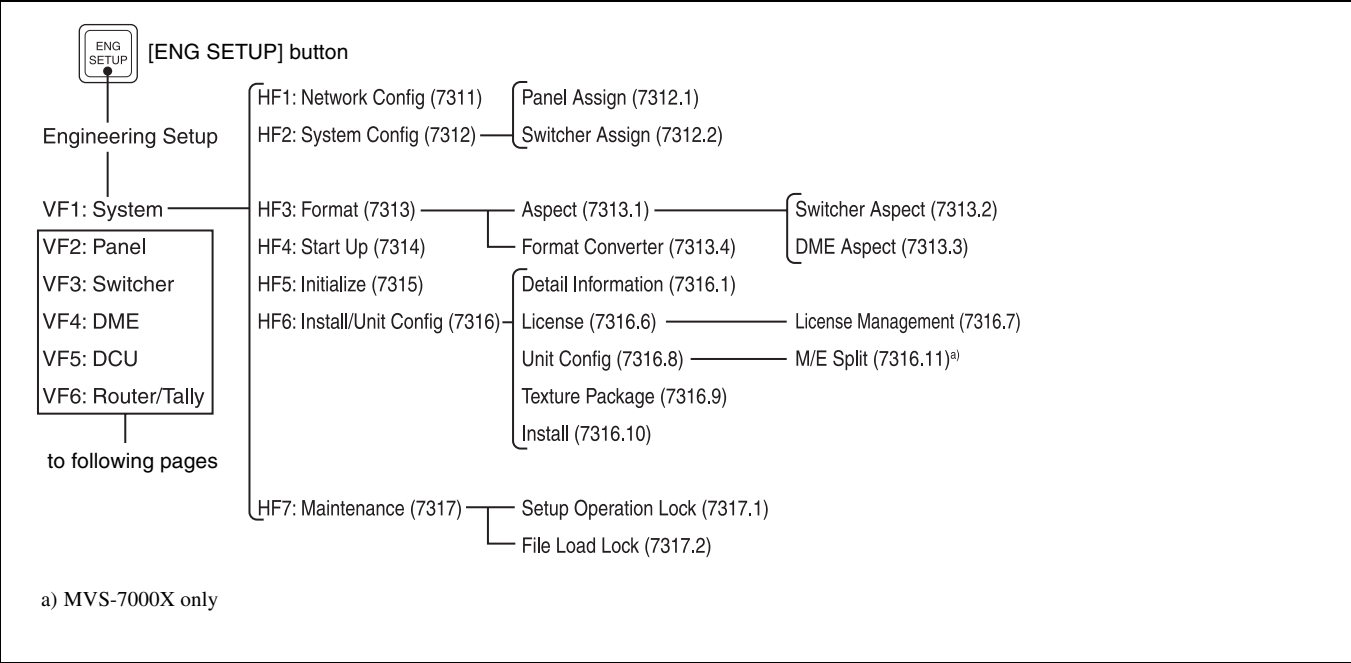 ENG
SETUP
[ENG SETUP] button
Engineering Setup
VF1: System
VF2: Panel
VF3: Switcher
VF4: DME
VF5: DCU
VF6: Router/Tally
to following pages
HF1: Network Config (7311)
HF2: System Config (7312)
Panel Assign (7312.1)
Switcher Assign (7312.2)
HF3: Format (7313)
Aspect (7313.1)
Switcher Aspect (7313.2)
DME Aspect (7313.3)
Format Converter (7313.4)
HF4: Start Up (7314)
HF5: Initialize (7315)
HF6: Install/Unit Config (7316)
Detail Information (7316.1)
License (7316.6)
License Management (7316.7)
Unit Config (7316.8)
M/E Split (7316.11)a)
Texture Package (7316.9)
Install (7316.10)
HF7: Maintenance (7317)
Setup Operation Lock (7317.1)
File Load Lock (7317.2)
a) MVS-7000X only